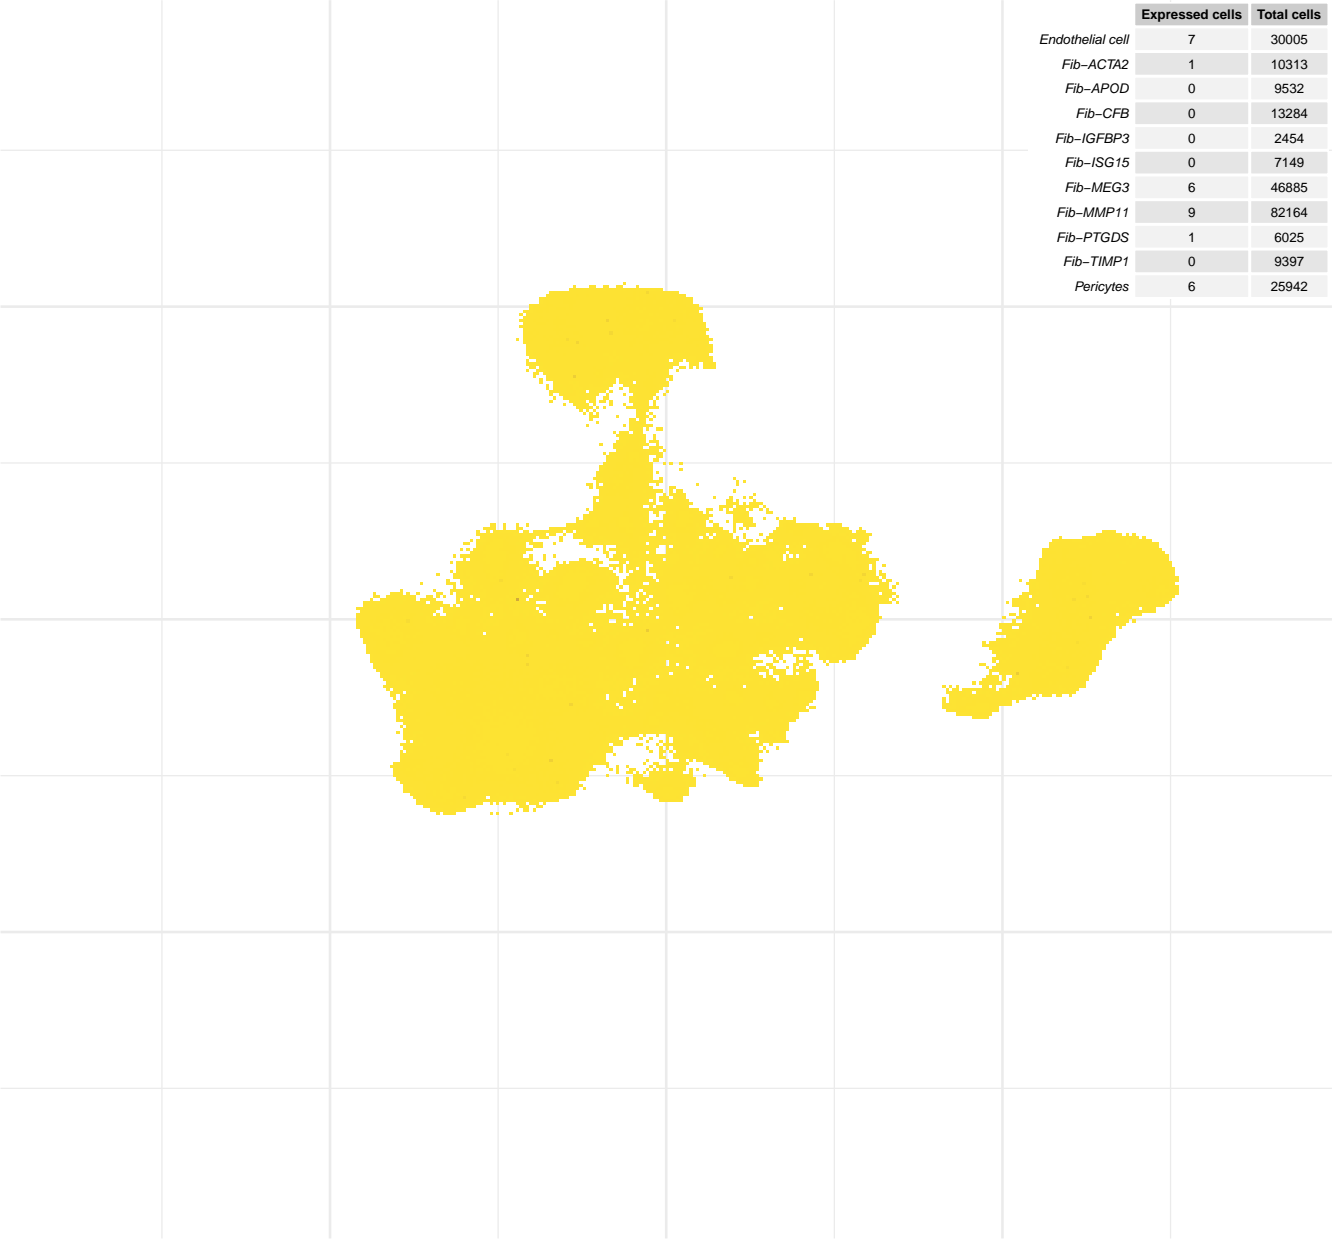 Expressed cells Total cells
Endothelial cell 7 30005
Fib−ACTA2 1 10313
Fib−APOD 0 9532
Fib−CFB 0 13284
Fib−IGFBP3 0 2454
Fib−ISG15 0 7149
Fib−MEG3 6 46885
Fib−MMP11 9 82164
Fib−PTGDS 1 6025
Fib−TIMP1 0 9397
Pericytes 6 25942